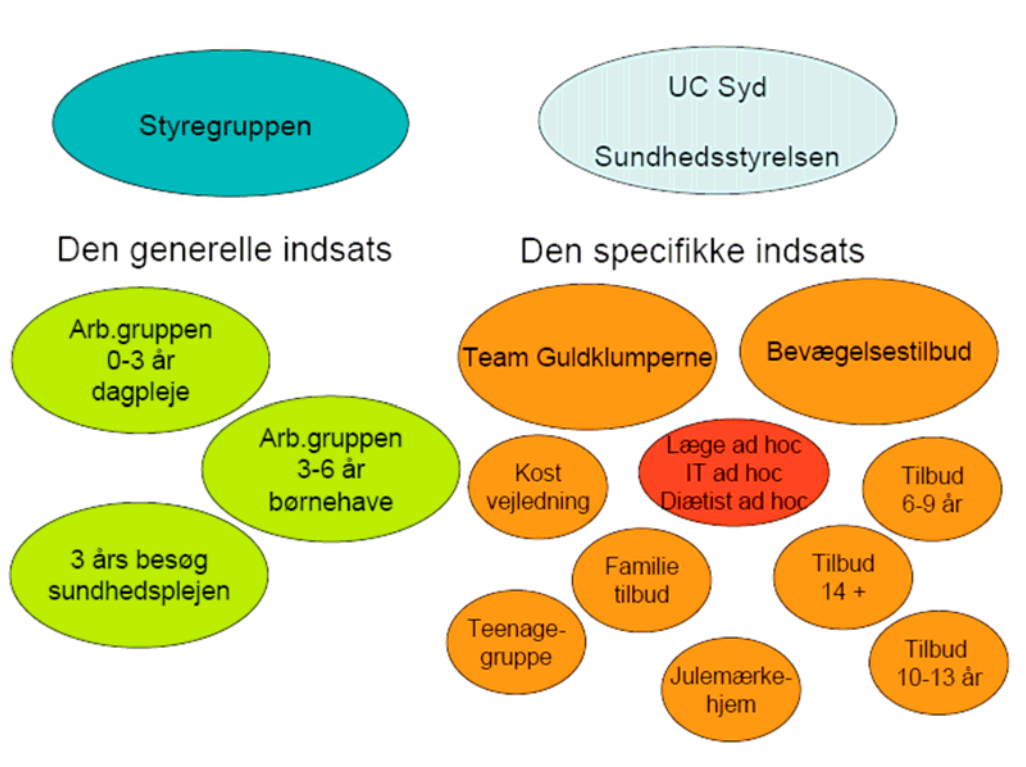 Styregruppen
UC Syd
Sundhedsstyrelsen
Den generelle indsats
Den specifikke indsats
Arb.gruppen
0-3 år
dagpleje
Arb.gruppen
3-6 år
børnehave
3 års besøg
sundhedsplejen
Team Guldklumperne
Bevægelsestilbud
Kost
vejledning
Læge ad hoc
IT ad hoc
Diætist ad hoc
Tilbud
6-9 år
Familie
tilbud
Tilbud
14 +
Teenage-
gruppe
Julemærke-
hjem
Tilbud
10-13 år